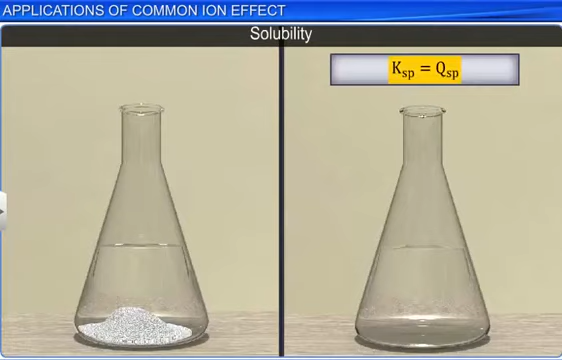 APPLICATIONS OF COMMON ION EFFECT
Solubility
Ksp = Qsp